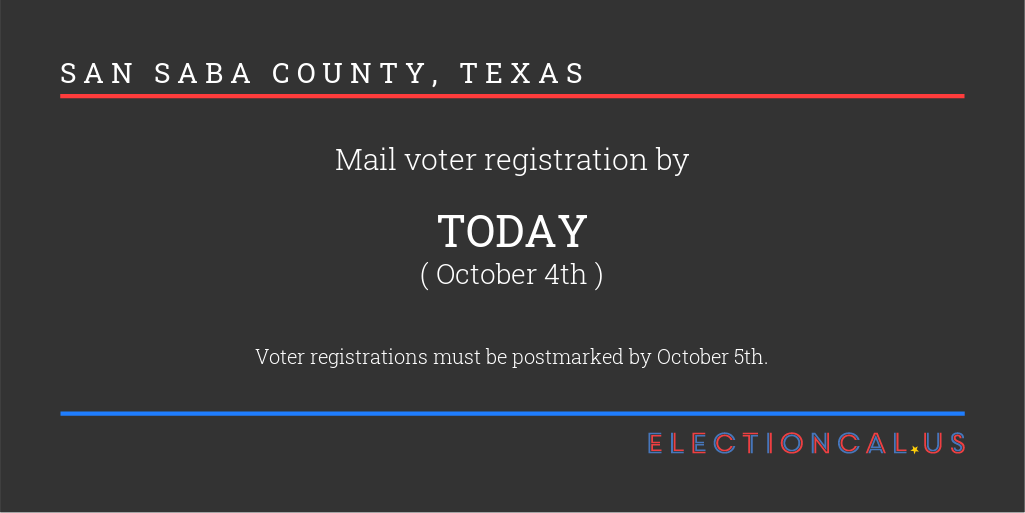 SAN SABA COUNTY, TEXAS
Mail voter registration by
TODAY
( October 4th )
Voter registrations must be postmarked by October 5th.
ELECTIONCAL.US